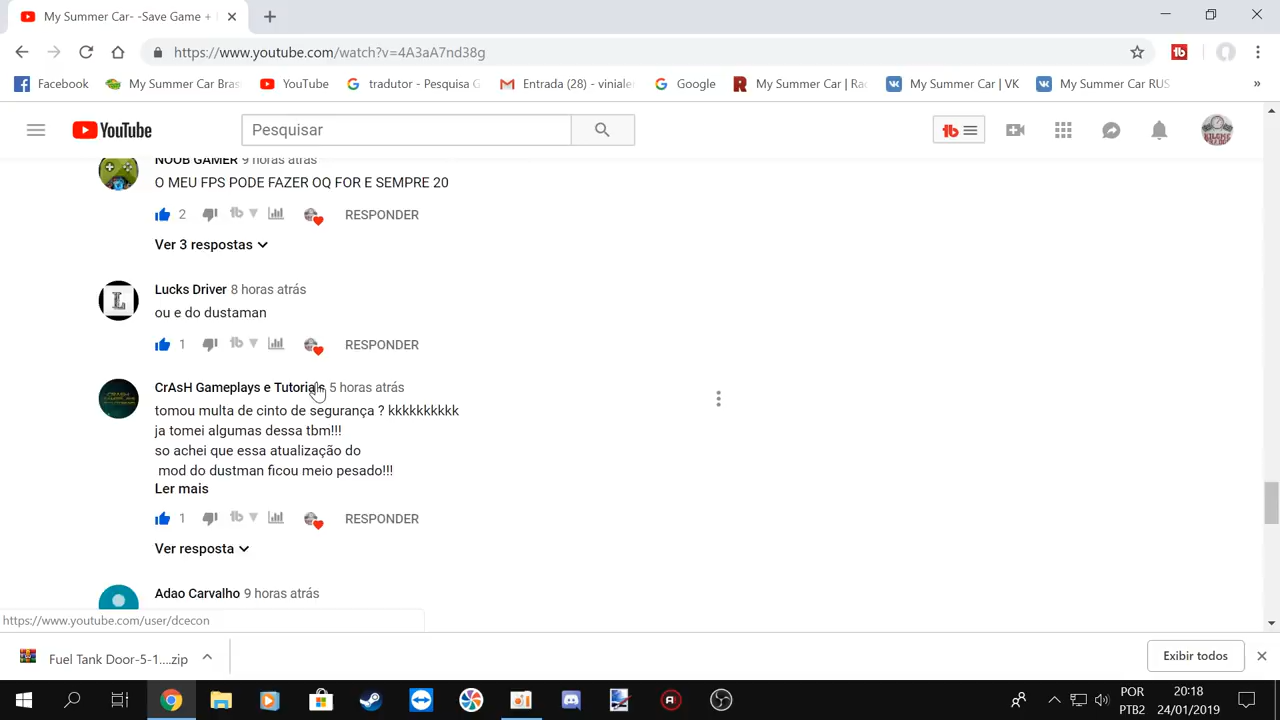 My Summer Car- -Save Game +
https://www.youtube.com/watch?v=4A3aA7nd38g
Facebook
My Summer Car Bras
YouTube
tradutor - Pesquisa G
Entrada (28) - vinialer
Google
My Summer Car | Rac
My Summer Car | VK
My Summer Car RUS
»
YouTube
Pesquisar
NOOB GAMER 9 horas atrás
O MEU FPS PODE FAZER OQ FOR E SEMPRE 20
2
RESPONDER
Ver 3 respostas
Lucks Driver 8 horas atrás
ou e do dustaman
1
RESPONDER
CrAsH Gameplays e Tutoriais 5 horas atrás
tomou multa de cinto de segurança ? kkkkkkkkkk
ja tomei algumas dessa tbm!!!
so achei que essa atualização do
mod do dustman ficou meio pesado!!!
Ler mais
1
RESPONDER
Ver resposta
Adao Carvalho 9 horas atrás
https://www.youtube.com/user/dcecon
Fuel Tank Door-5-1....zip
Exibir todos
POR
PTB2
20:18
24/01/2019